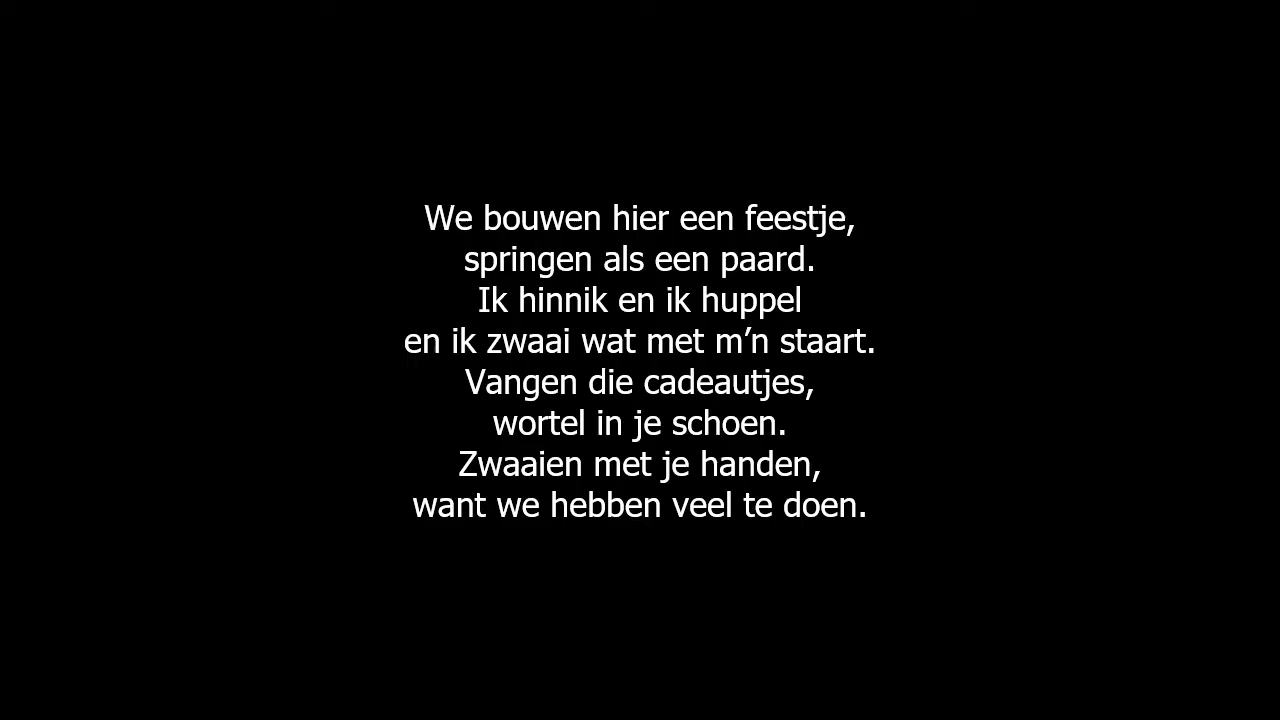 We bouwen hier een feestje,
springen als een paard.
Ik hinnik en ik huppel
en ik zwaai wat met m’n staart.
Vangen die cadeautjes,
wortel in je schoen.
Zwaaien met je handen,
want we hebben veel te doen.